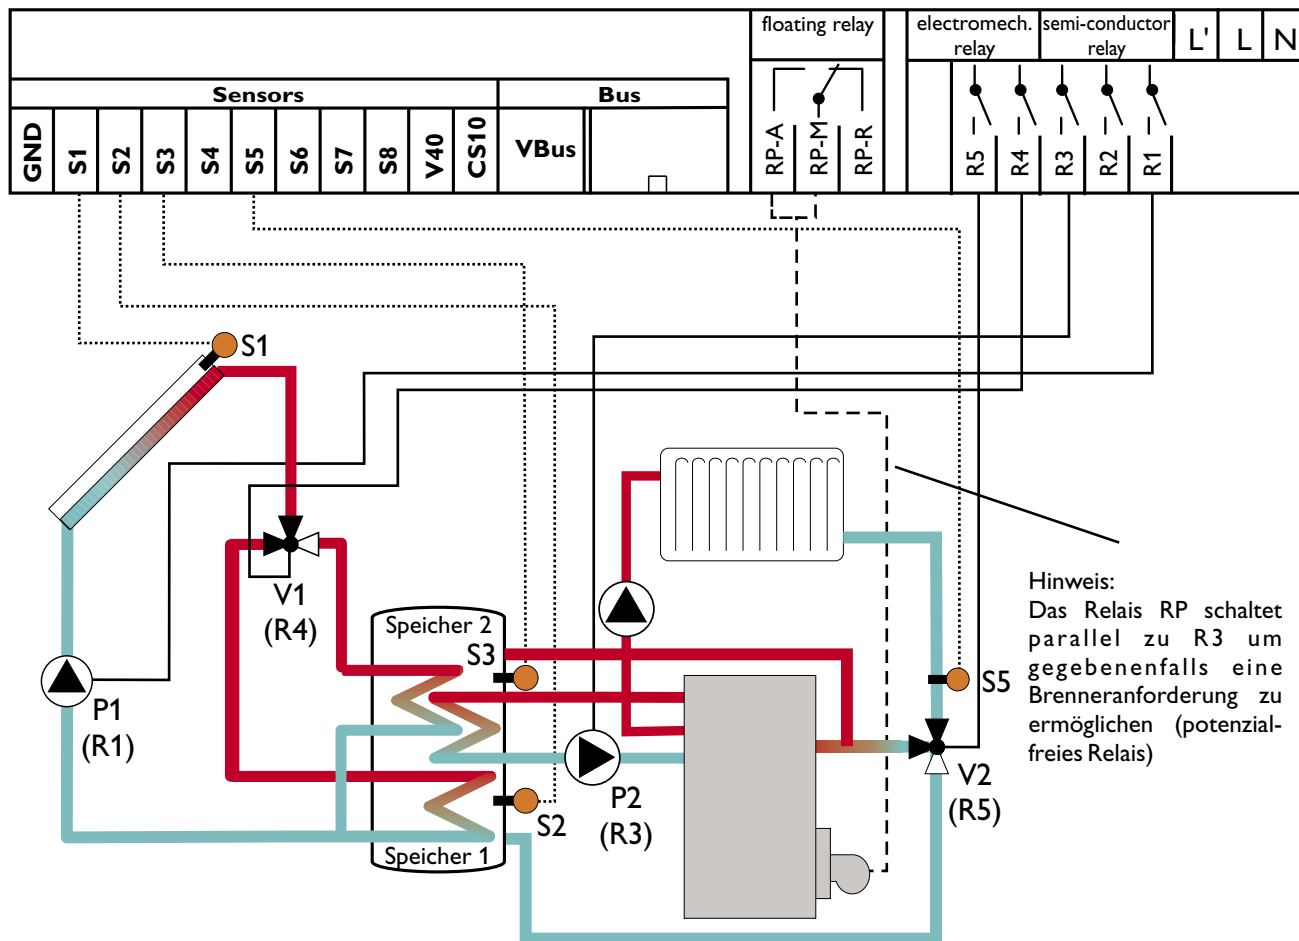 floating relay
electromech. relay
semi-conductor relay
L'
L
N
Sensors
Bus
GND
S1
S2
S3
S4
S5
S6
S7
S8
V40
CS10
VBus
RP-A
RP-M
RP-R
R5
R4
R3
R2
R1
S1
V1
(R4)
Speicher 2
S3
S5
P1
(R1)
P2
(R3)
S2
Speicher 1
V2
(R5)
Hinweis:
Das Relais RP schaltet
parallel zu R3 um
gegebenenfalls eine
Brenneranforderung zu
ermöglichen (potenzial-
freies Relais)